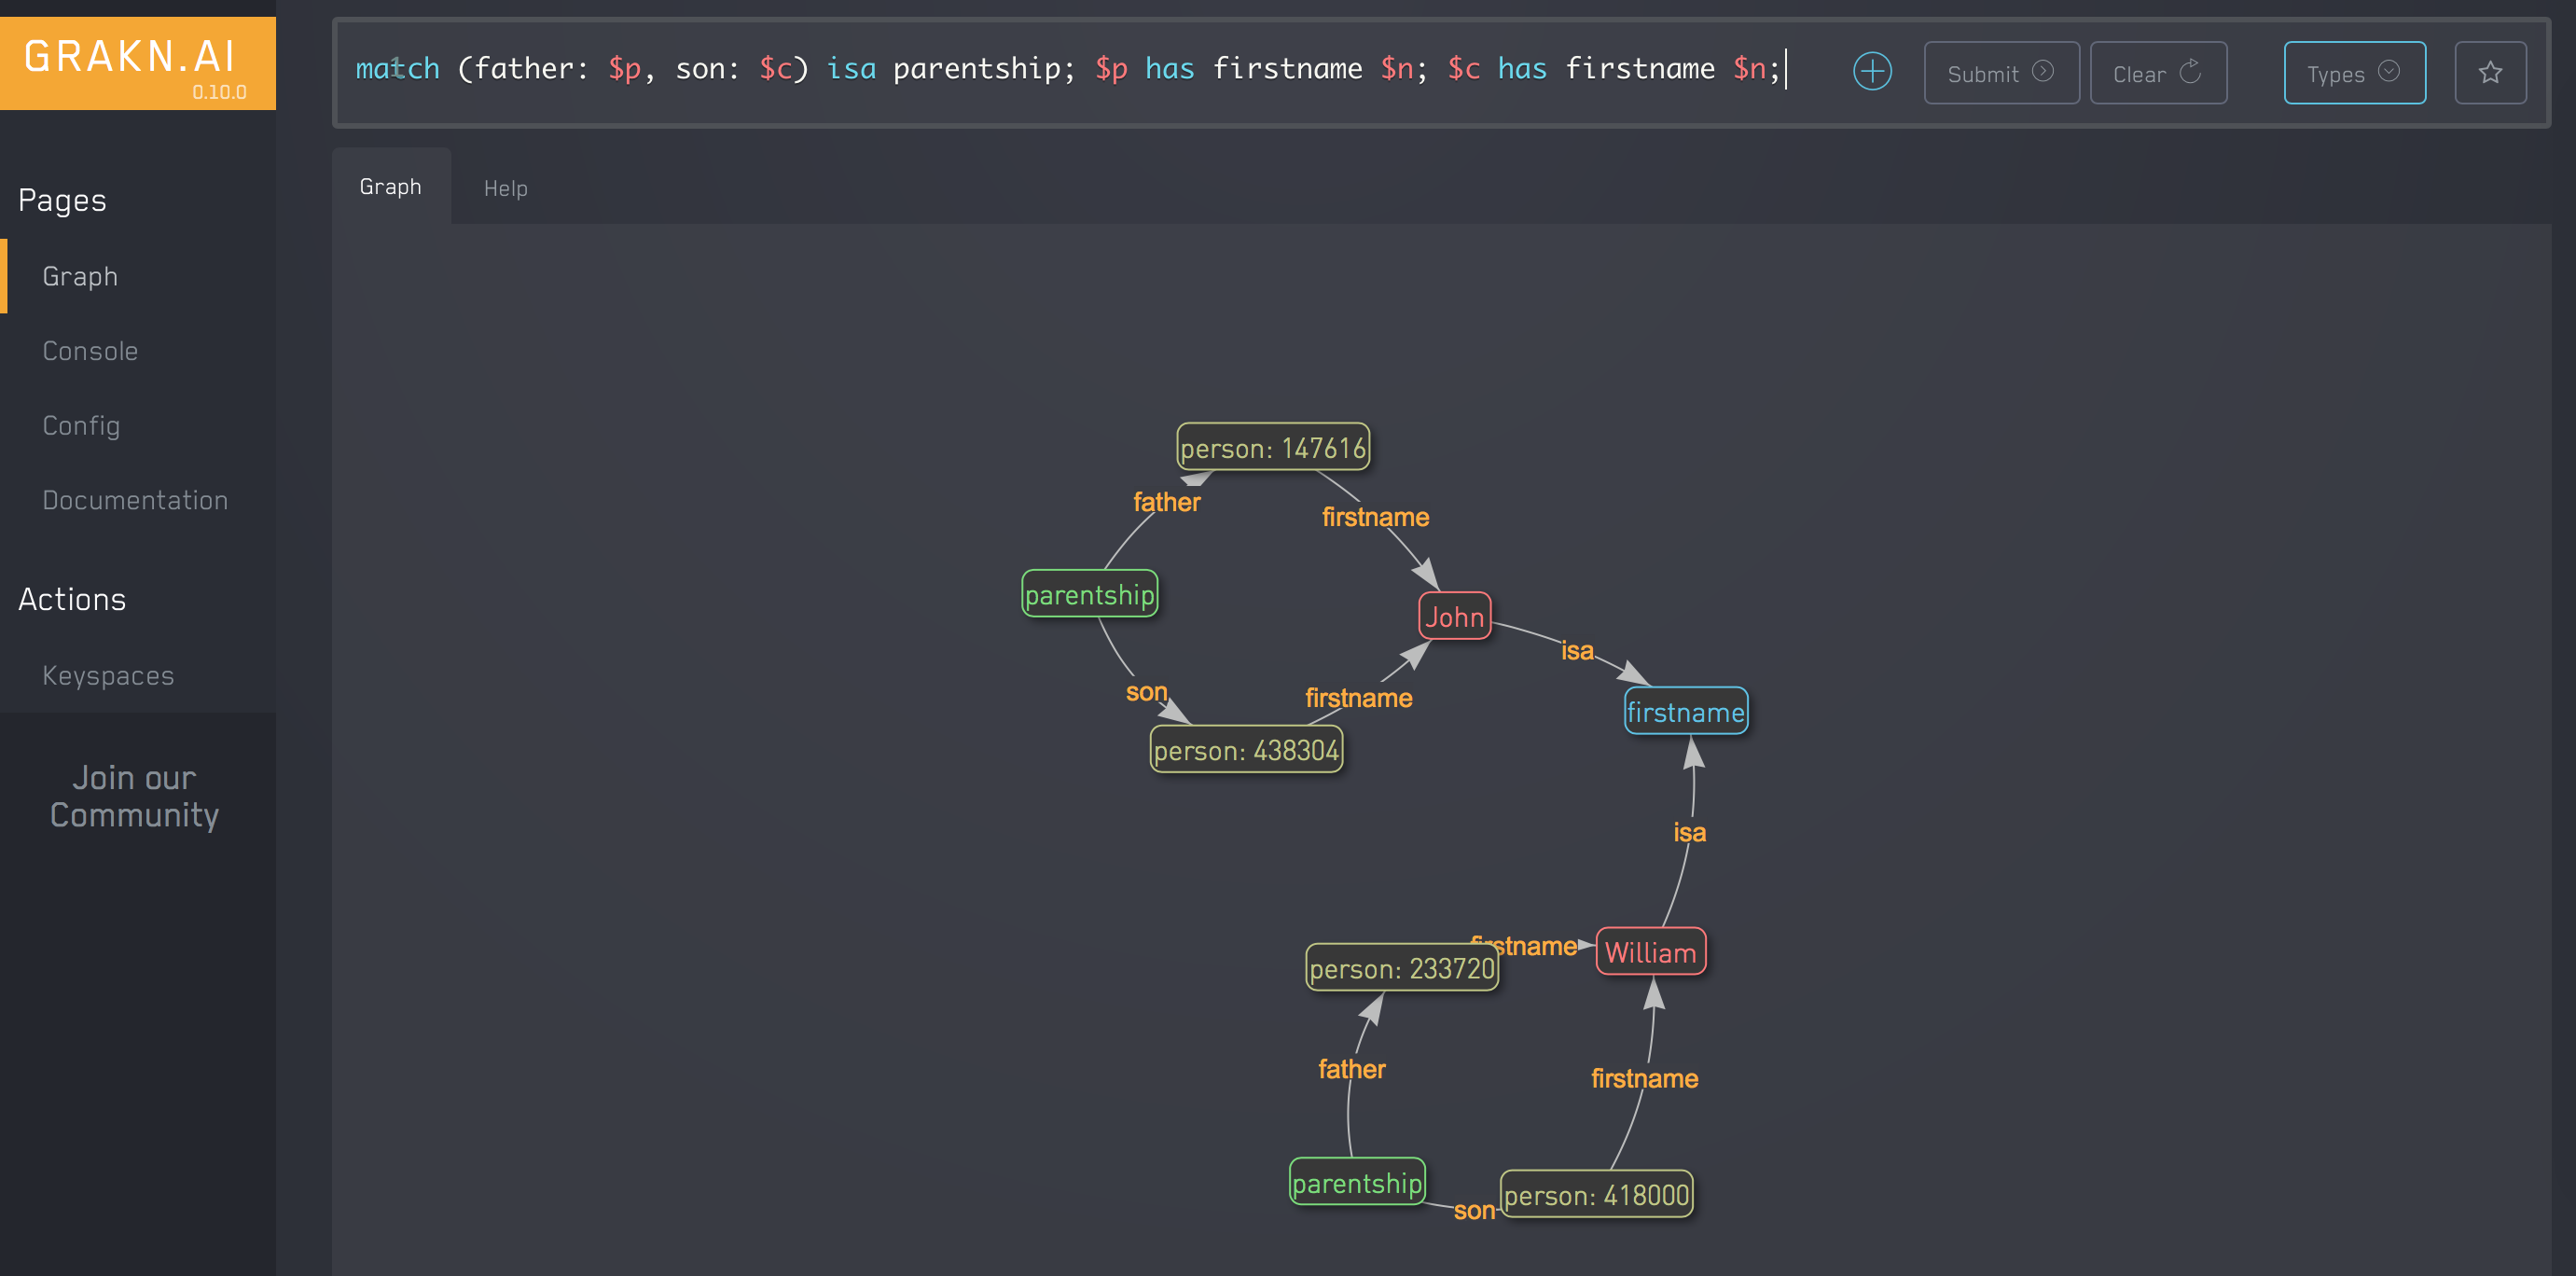 GRAKN.AI
0.10.0
Pages
Graph
Console
Config
Documentation
Actions
Keyspaces
Join our
Community
1
match (father: $p, son: $c) isa parentship; $p has firstname $n; $c has firstname $n;
Submit
Clear
Types
Graph
Help
person: 147616
father
firstname
parentship
John
isa
son
firstname
firstname
person: 438304
isa
firstname
William
person: 233720
father
firstname
parentship
person: 418000
son